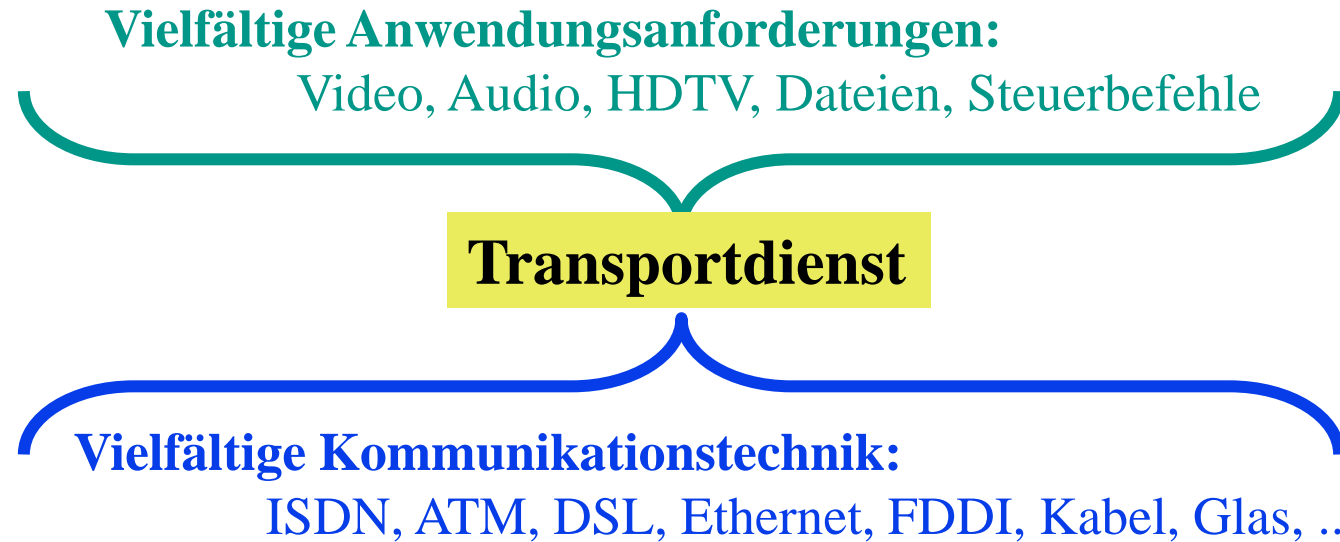 Vielfältige Anwendungsanforderungen:
Video, Audio, HDTV, Dateien, Steuerbefehle
Transportdienst
Vielfältige Kommunikationstechnik:
ISDN, ATM, DSL, Ethernet, FDDI, Kabel, Glas, ..